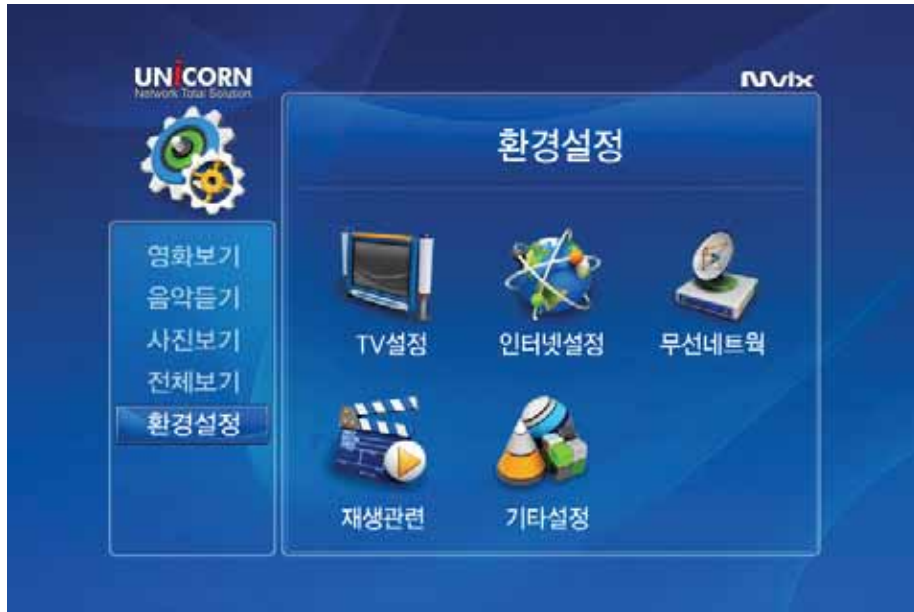 UNiCORN
Network Total Solution
Mvix
환경설정
영화보기
음악듣기
사진보기
전체보기
환경설정
TV설정
인터넷설정
무선네트웍
재생관련
기타설정